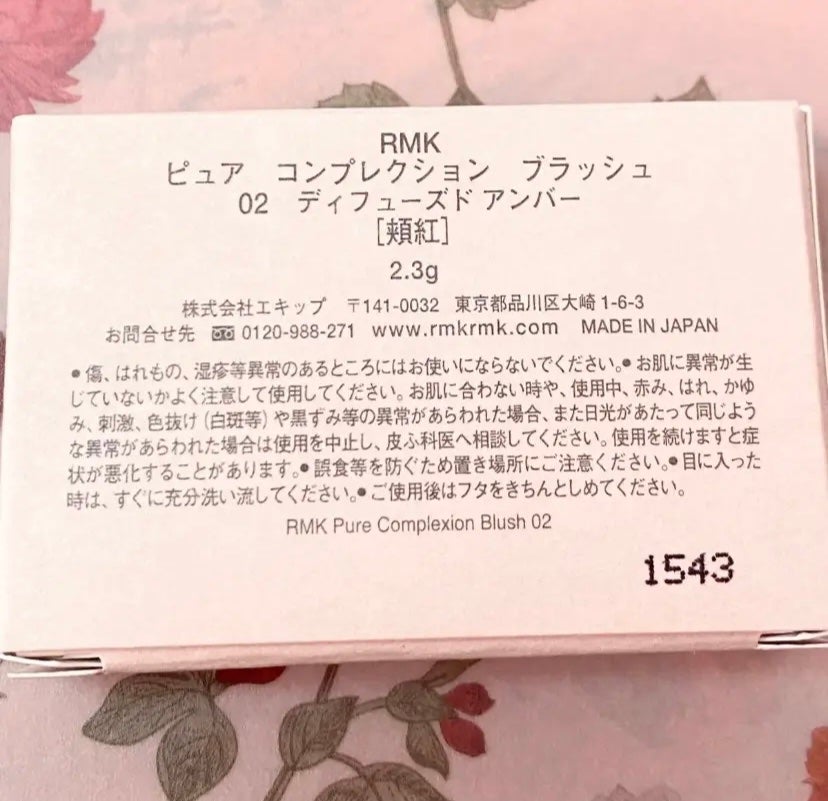 RMK
ピュア　コンプレクション　ブラッシュ
02　ディフューズド アンバー
［頬紅］
2.3g
株式会社エキップ　〒141-0032　東京都品川区大崎 1-6-3
お問合せ先　0120-988-271　www.rmkrmk.com　MADE IN JAPAN
●傷、はれもの、湿疹等異常のあるところにはお使いにならないでください。●お肌に異常が生
じていないかよく注意して使用してください。お肌に合わない時や、使用中、赤み、はれ、かゆ
み、刺激、色抜け（白斑等）や黒ずみ等の異常があらわれた場合、また日光があたって同じよう
な異常があらわれた場合は使用を中止し、皮ふ科医へ相談してください。使用を続けますと症
状が悪化することがあります。●誤食等を防ぐため置き場所にご注意ください。●目に入った
時は、すぐに充分洗い流してください。●ご使用後はフタをきちんとしめてください。
RMK Pure Complexion Blush 02
1543